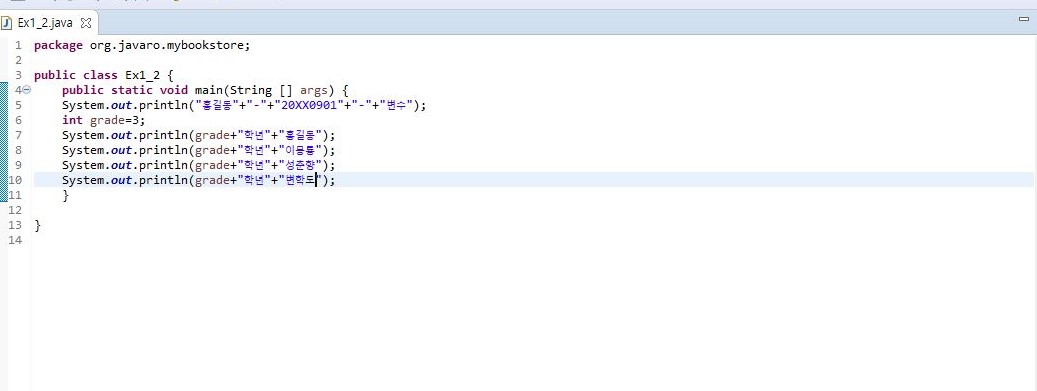 Ex1_2.java
1 package org.javaro.mybookstore;
2
3 public class Ex1_2 {
4 public static void main(String [] args) {
5 System.out.println("홍길동"+"-"+"20XX0901"+"-"+"변수");
6 int grade=3;
7 System.out.println(grade+"학년"+"홍길동");
8 System.out.println(grade+"학년"+"이몽룡");
9 System.out.println(grade+"학년"+"성춘향");
10 System.out.println(grade+"학년"+"변학도");
11 }
12
13 }
14